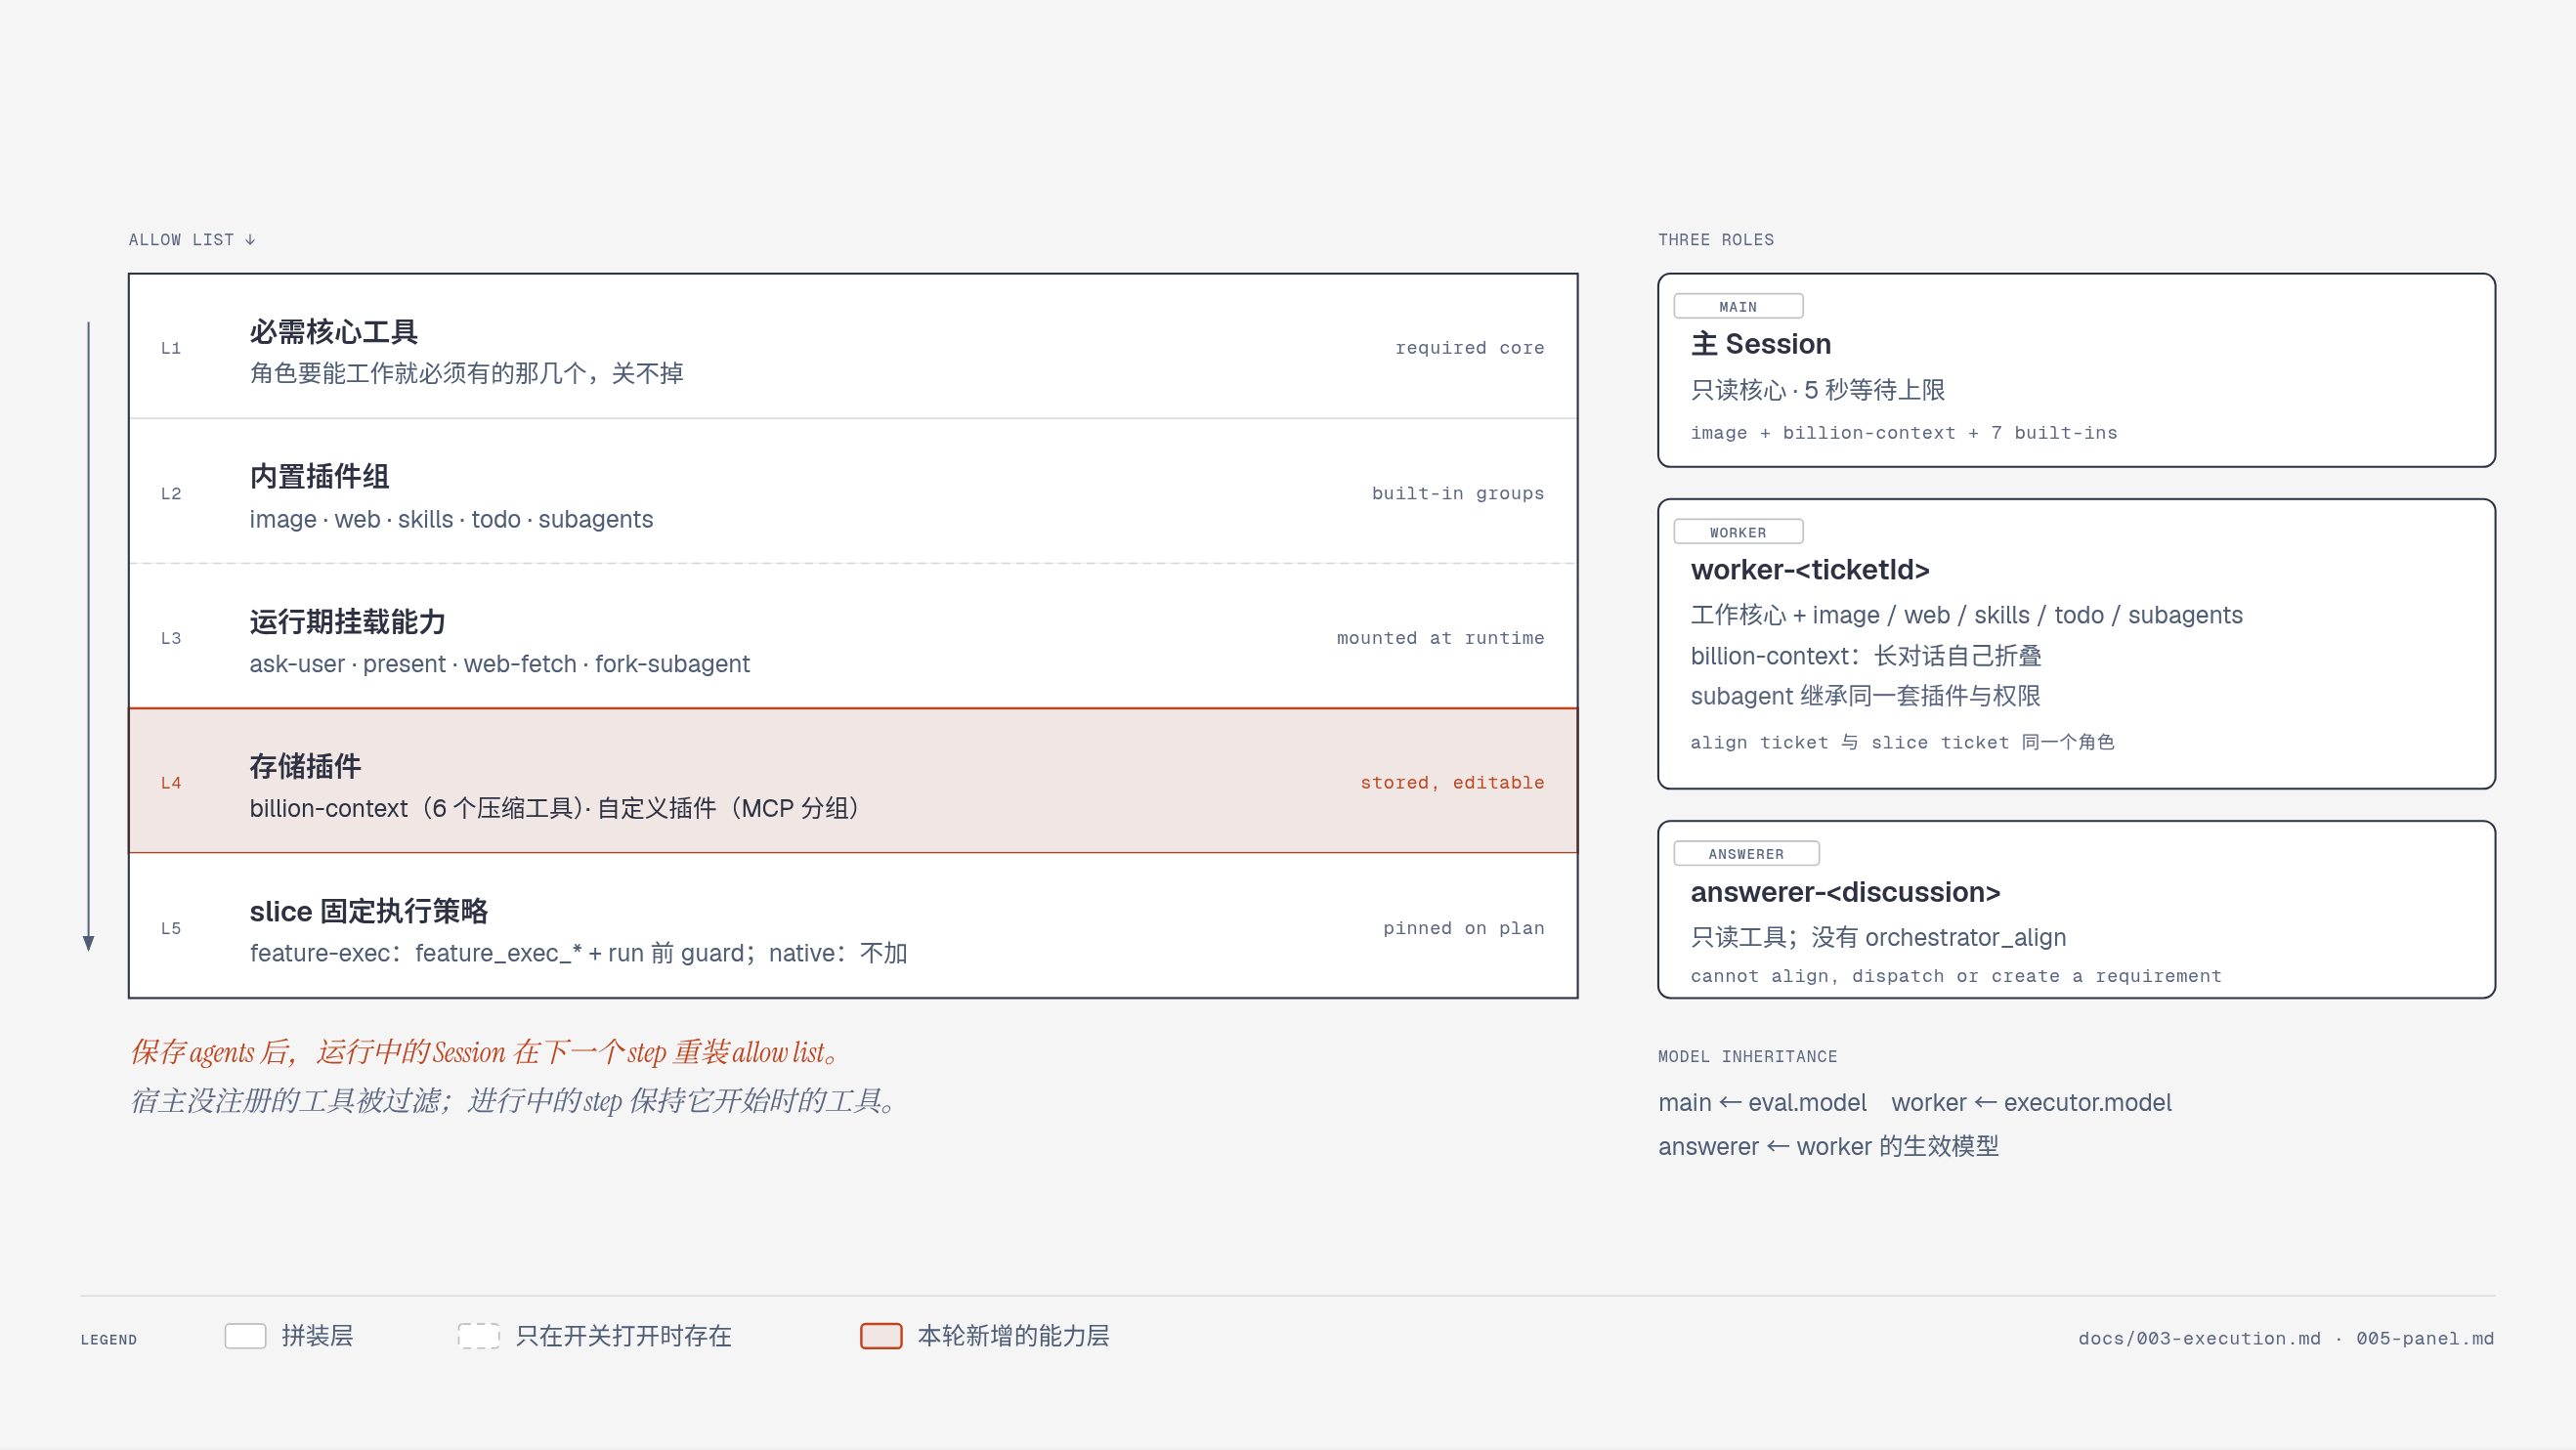 ALLOW LIST ↓
L1
必需核心工具
角色要能工作就必须有的那几个，关不掉
required core
L2
内置插件组
image · web · skills · todo · subagents
built-in groups
L3
运行期挂载能力
ask-user · present · web-fetch · fork-subagent
mounted at runtime
L4
存储插件
billion-context（6 个压缩工具）· 自定义插件（MCP 分组）
stored, editable
L5
slice 固定执行策略
feature-exec：feature_exec_* + run 前 guard；native：不加
pinned on plan
保存 agents 后，运行中的 Session 在下一个 step 重装 allow list。
宿主没注册的工具被过滤；进行中的 step 保持它开始时的工具。
THREE ROLES
MAIN
主 Session
只读核心 · 5 秒等待上限
image + billion-context + 7 built-ins
WORKER
worker-<ticketId>
工作核心 + image / web / skills / todo / subagents
billion-context：长对话自己折叠
subagent 继承同一套插件与权限
align ticket 与 slice ticket 同一个角色
ANSWERER
answerer-<discussion>
只读工具；没有 orchestrator_align
cannot align, dispatch or create a requirement
MODEL INHERITANCE
main ← eval.model worker ← executor.model
answerer ← worker 的生效模型
LEGEND
拼装层
只在开关打开时存在
本轮新增的能力层
docs/003-execution.md · 005-panel.md